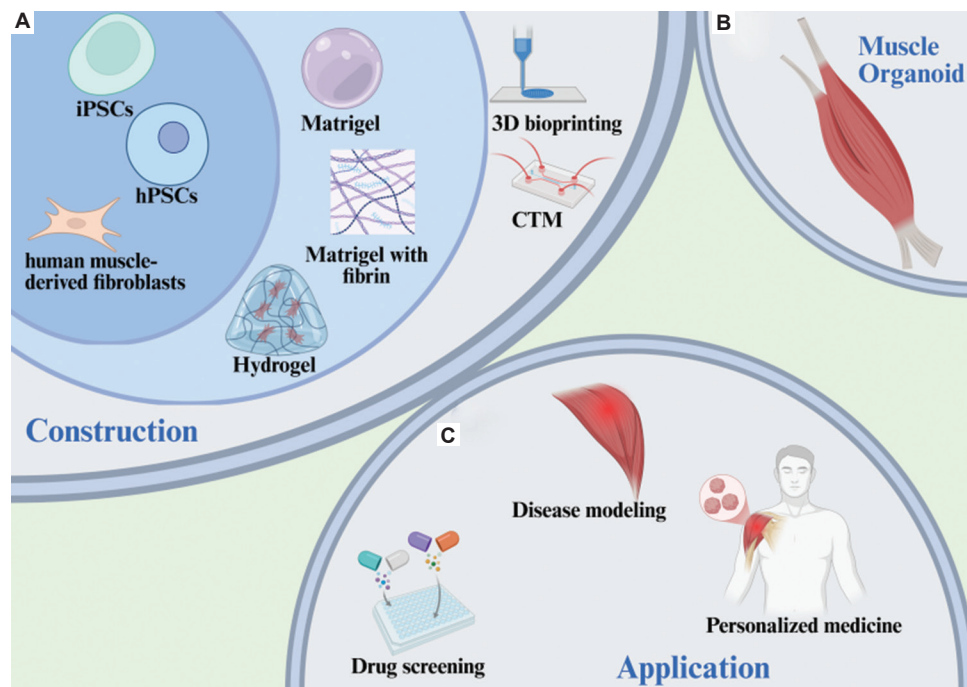 A
iPSCs
hPSCs
human muscle-
derived fibroblasts
Matrigel
Matrigel with
fibrin
Hydrogel
3D bioprinting
CTM
Construction
B
Muscle
Organoid
C
Disease modeling
Drug screening
Personalized medicine
Application